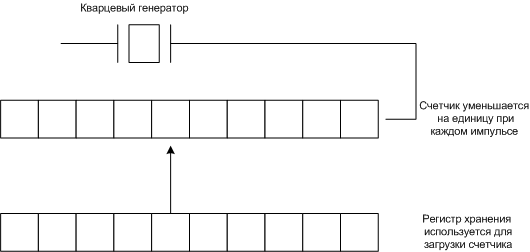 Кварцевый генератор
Счетчик уменьшается
на единицу при
каждом импульсе
Регистр хранения
используется для
загрузки счетчика